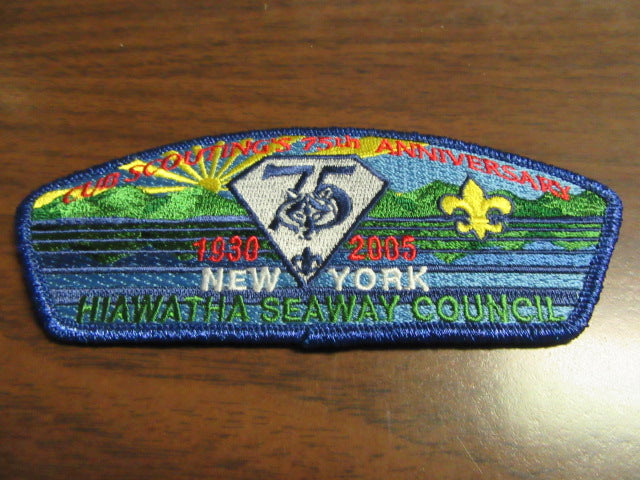 CUB SCOUTING'S 75th ANNIVERSARY
75
1930 2005
NEW YORK
HIAWATHA SEAWAY COUNCIL